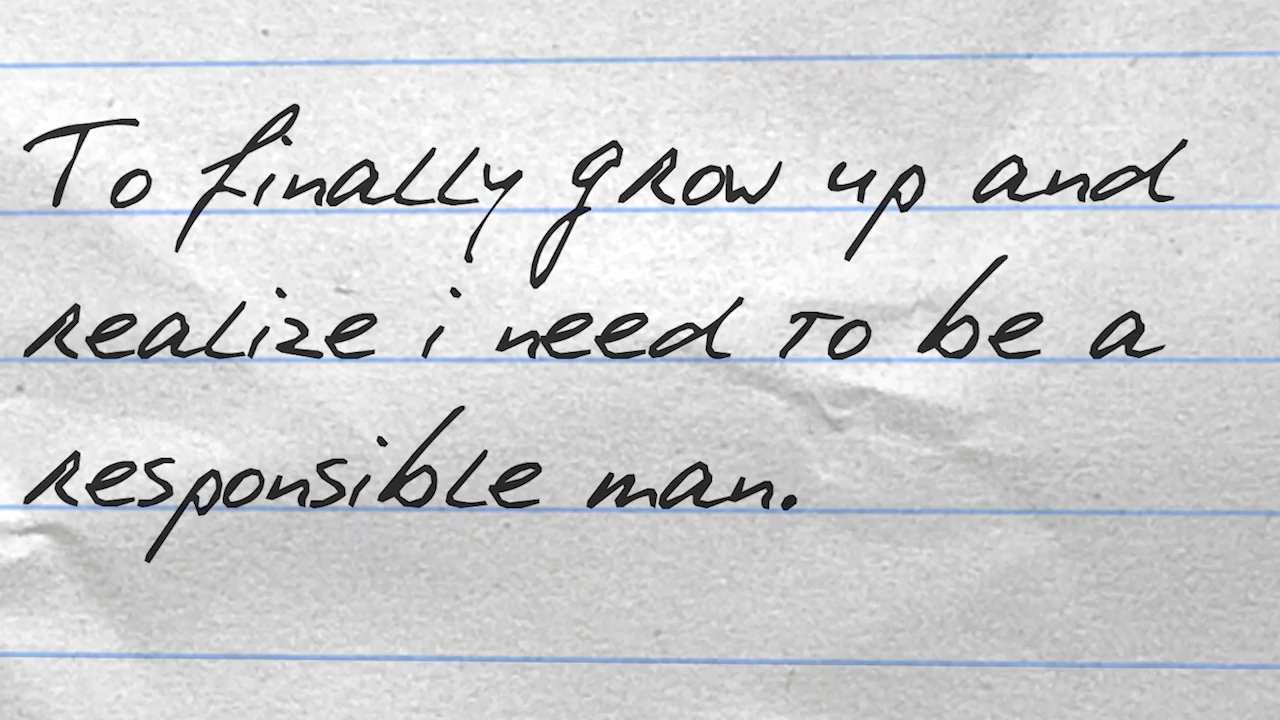 To finally grow up and
realize i need to be a
responsible man.